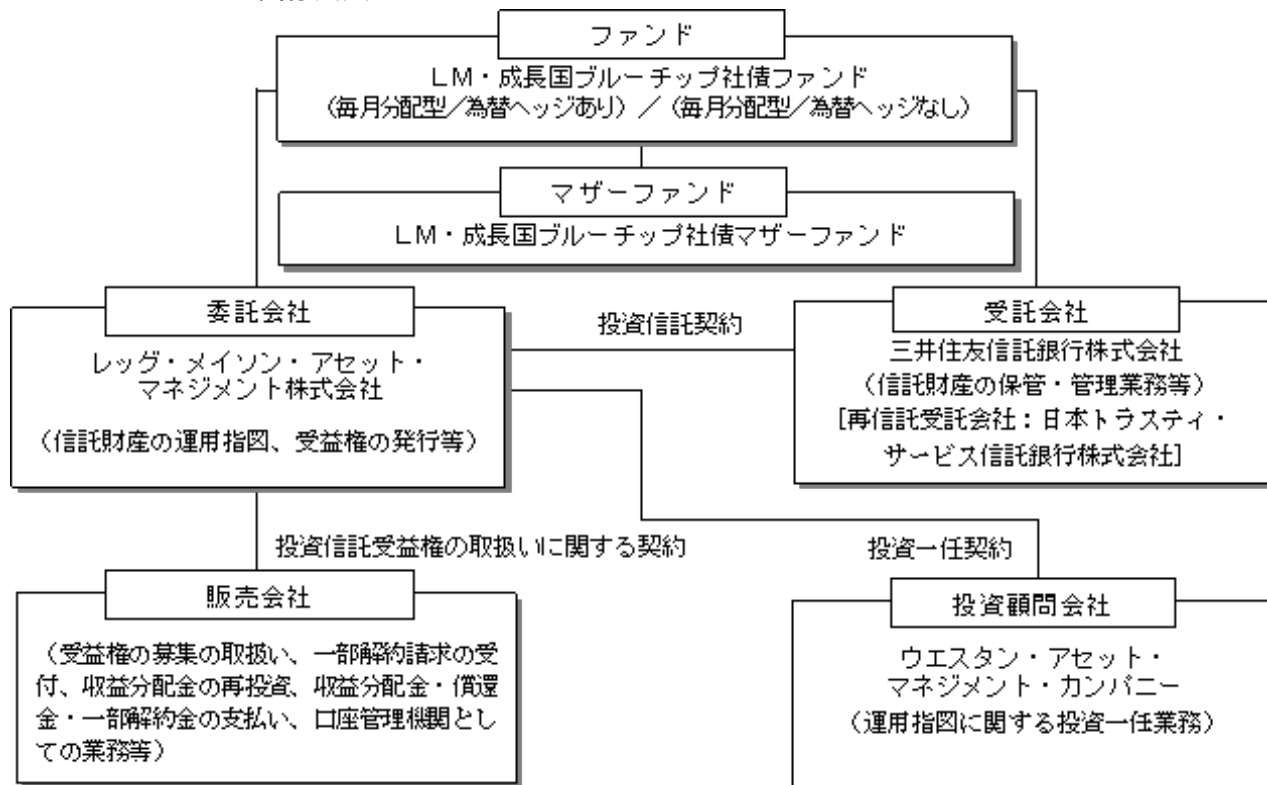 ファンド
LM・成長国ブルーチップ社債ファンド
（毎月分配型／為替ヘッジあり）／（毎月分配型／為替ヘッジなし）
マザーファンド
LM・成長国ブルーチップ社債マザーファンド
委託会社
レッグ・メイソン・アセット・
マネジメント株式会社
（信託財産の運用指図、受益権の発行等）
投資信託契約
受託会社
三井住友信託銀行株式会社
（信託財産の保管・管理業務等）
［再信託受託会社：日本トラスティ・
サービス信託銀行株式会社］
投資信託受益権の取扱いに関する契約
投資一任契約
販売会社
（受益権の募集の取扱い、一部解約請求の受
付、収益分配金の再投資、収益分配金・償還
金・一部解約金の支払い、口座管理機関とし
ての業務等）
投資顧問会社
ウエスタン・アセット・
マネジメント・カンパニー
（運用指図に関する投資一任業務）